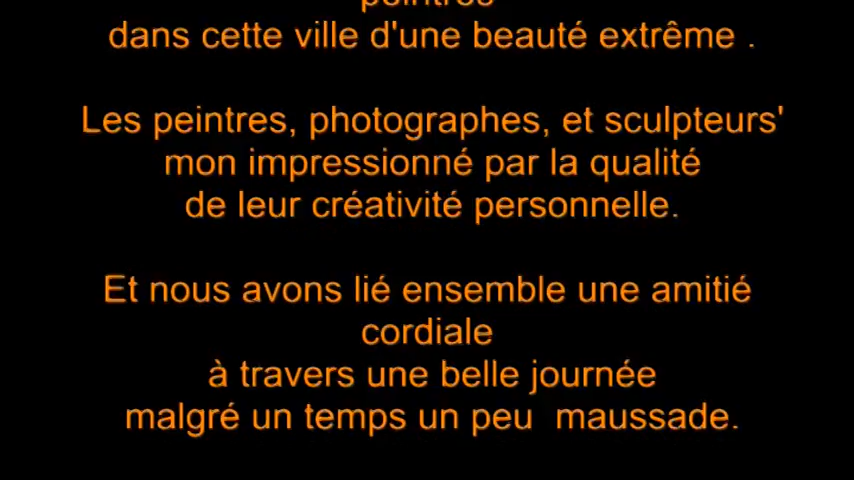 peintres
dans cette ville d'une beauté extrême .
Les peintres, photographes, et sculpteurs'
mon impressionné par la qualité
de leur créativité personnelle.
Et nous avons lié ensemble une amitié
cordiale
à travers une belle journée
malgré un temps un peu  maussade.